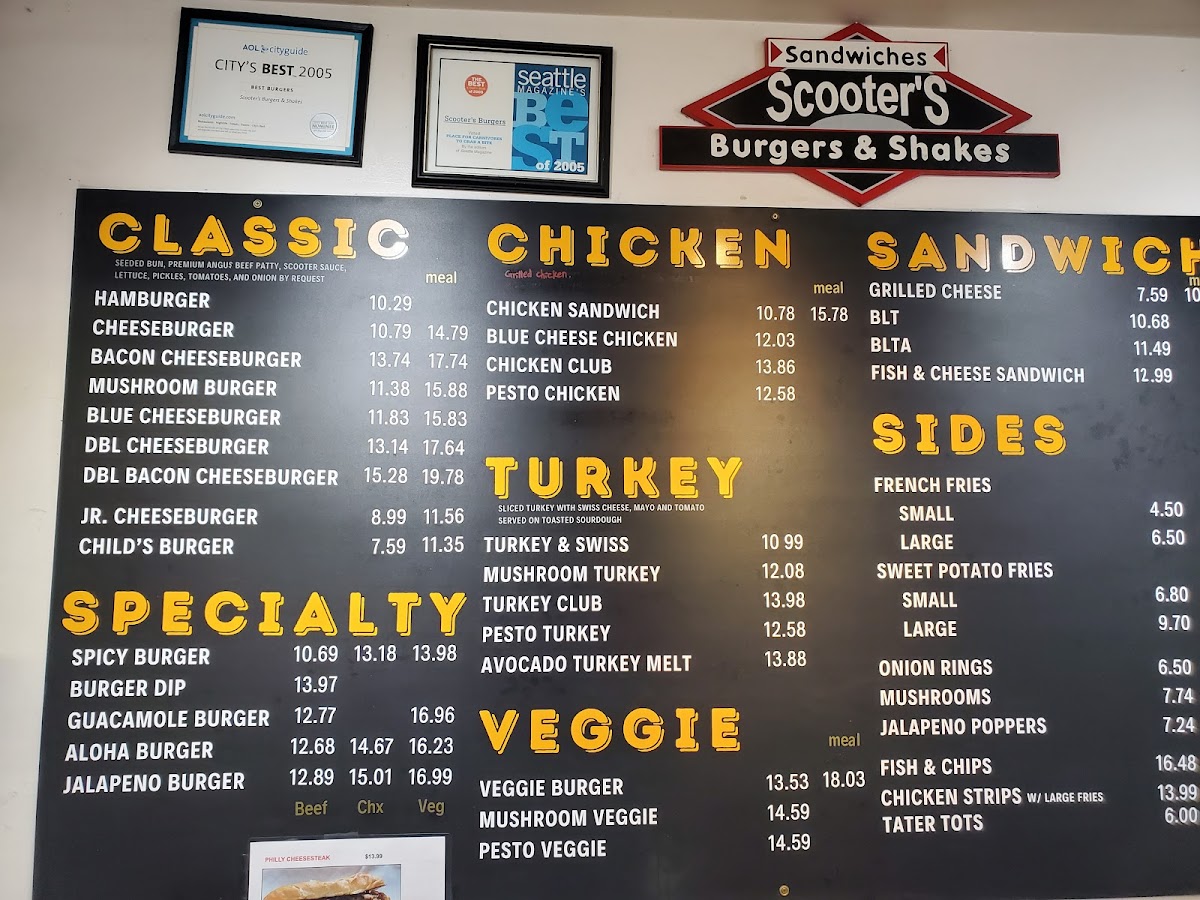 AOL cityguide
CITY'S BEST 2005
BEST BURGERS
Scooter's Burgers & Shakes
THE BEST
of 2005
Scooter's Burgers
PLACE FOR CARNIVORES
TO GRAB A BITE
seattle
MAGAZINE'S
BEST
of 2005
Sandwiches
Scooter'S
Burgers & Shakes
CLASSIC
SEEDED BUN, PREMIUM ANGUS BEEF PATTY, SCOOTER SAUCE,
LETTUCE, PICKLES, TOMATOES, AND ONION BY REQUEST
meal
HAMBURGER 10.29
CHEESEBURGER 10.79 14.79
BACON CHEESEBURGER 13.74 17.74
MUSHROOM BURGER 11.38 15.88
BLUE CHEESEBURGER 11.83 15.83
DBL CHEESEBURGER 13.14 17.64
DBL BACON CHEESEBURGER 15.28 19.78
JR. CHEESEBURGER 8.99 11.56
CHILD'S BURGER 7.59 11.35
SPECIALTY
SPICY BURGER 10.69 13.18 13.98
BURGER DIP 13.97
GUACAMOLE BURGER 12.77 16.96
ALOHA BURGER 12.68 14.67 16.23
JALAPENO BURGER 12.89 15.01 16.99
Beef Chx Veg
PHILLY CHEESESTEAK $13.99
CHICKEN
Grilled chicken.
meal
CHICKEN SANDWICH 10.78 15.78
BLUE CHEESE CHICKEN 12.03
CHICKEN CLUB 13.86
PESTO CHICKEN 12.58
TURKEY
SLICED TURKEY WITH SWISS CHEESE, MAYO AND TOMATO
SERVED ON TOASTED SOURDOUGH
TURKEY & SWISS 10 99
MUSHROOM TURKEY 12.08
TURKEY CLUB 13.98
PESTO TURKEY 12.58
AVOCADO TURKEY MELT 13.88
VEGGIE
meal
VEGGIE BURGER 13.53 18.03
MUSHROOM VEGGIE 14.59
PESTO VEGGIE 14.59
SANDWICH
m
GRILLED CHEESE 7.59 10
BLT 10.68
BLTA 11.49
FISH & CHEESE SANDWICH 12.99
SIDES
FRENCH FRIES
SMALL 4.50
LARGE 6.50
SWEET POTATO FRIES
SMALL 6.80
LARGE 9.70
ONION RINGS 6.50
MUSHROOMS 7.74
JALAPENO POPPERS 7.24
FISH & CHIPS 16.48
CHICKEN STRIPS W/ LARGE FRIES 13.99
TATER TOTS 6.00